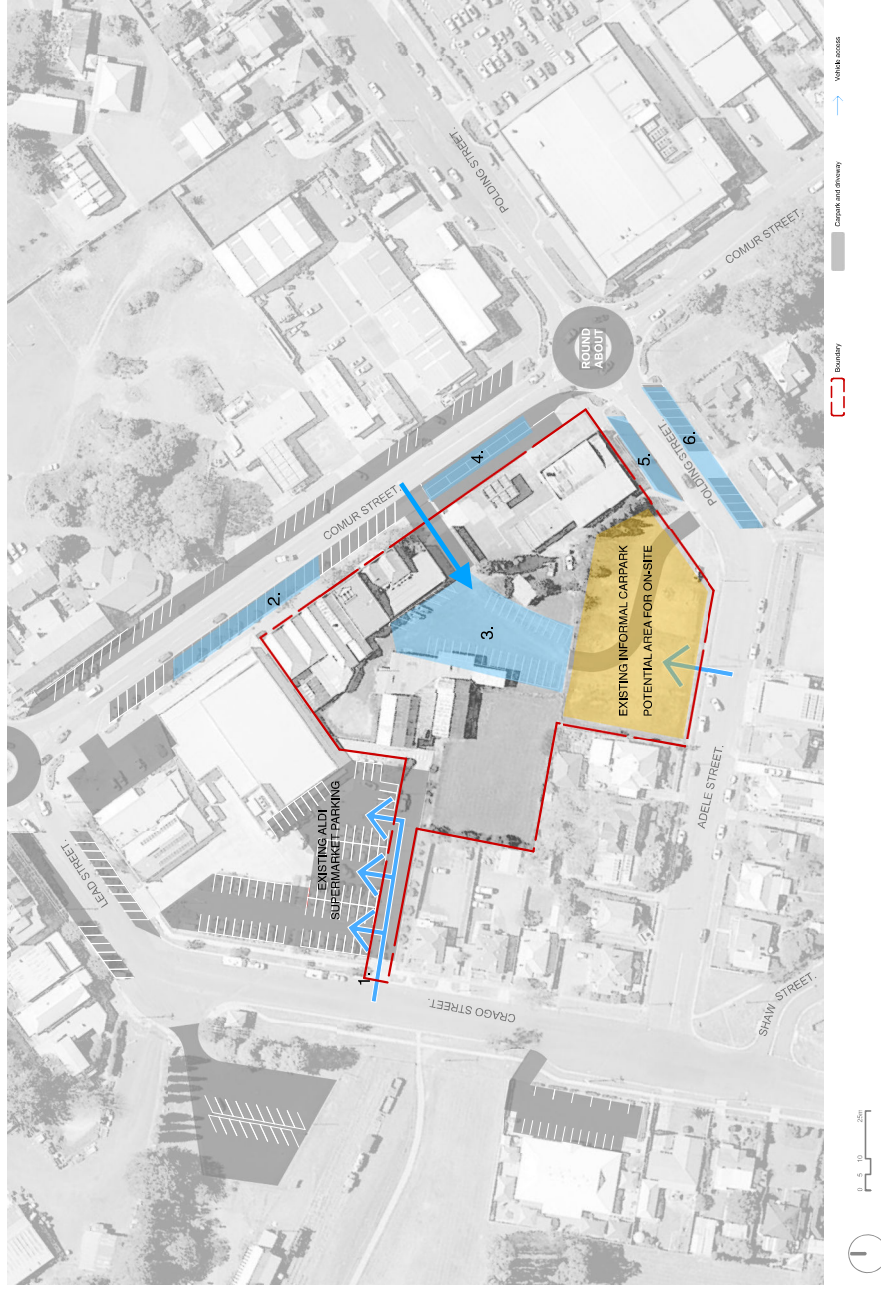 POLDING STREET.
COMUR STREET.
ROUND
ABOUT
COMUR STREET.
2.
4.
3.
5.
6.
POLDING STREET.
LEAD STREET.
EXISTING ALDI
SUPERMARKET PARKING
1.
CRAGO STREET.
EXISTING INFORMAL CARPARK
POTENTIAL AREA FOR ON-SITE
ADELE STREET.
SHAW STREET.
0 5 10 25m
Boundary
Carpark and driveway
Vehicle access